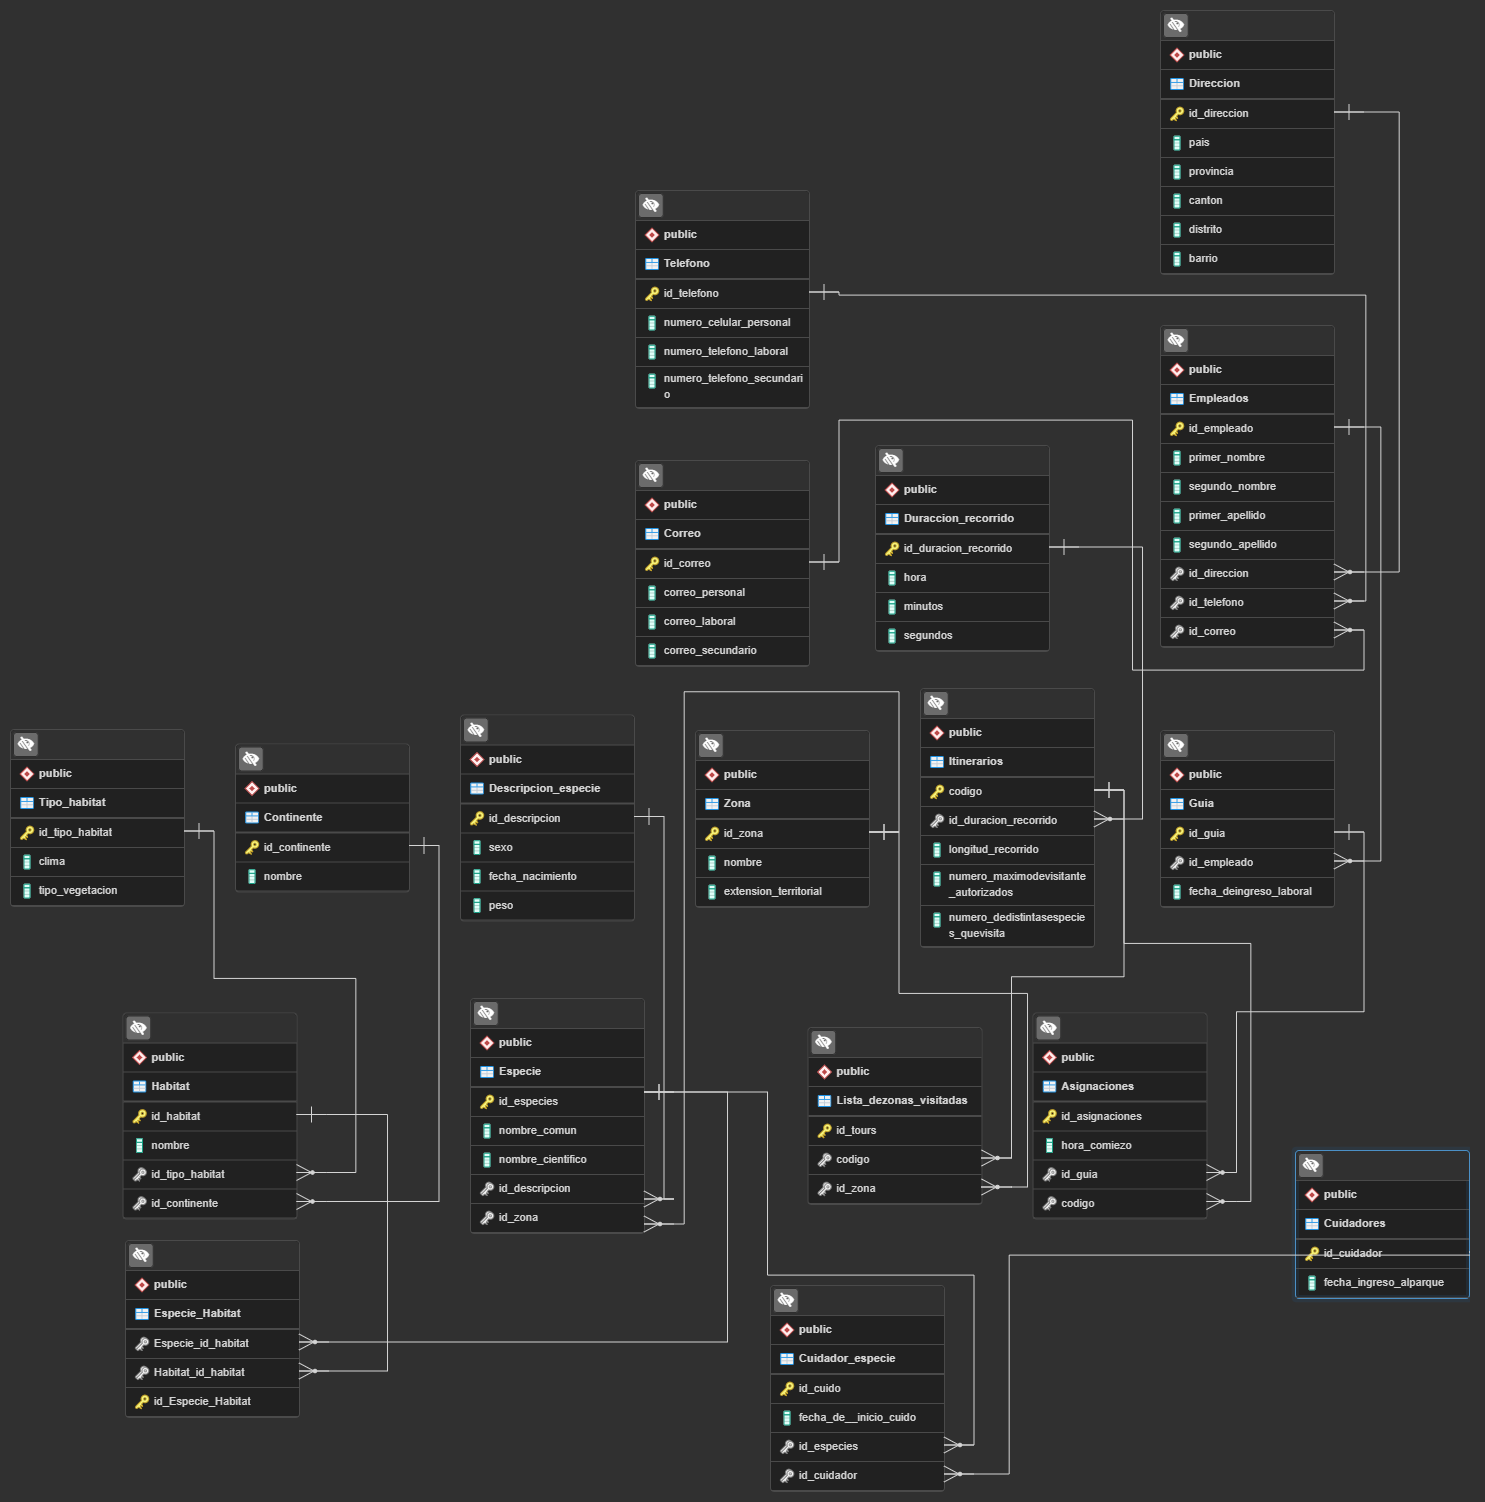 public
Direccion
id_direccion
pais
provincia
canton
distrito
barrio
public
Telefono
id_telefono
numero_celular_personal
numero_telefono_laboral
numero_telefono_secundari
o
public
Empleados
id_empleado
primer_nombre
segundo_nombre
primer_apellido
segundo_apellido
id_direccion
id_telefono
id_correo
public
Correo
id_correo
correo_personal
correo_laboral
correo_secundario
public
Duraccion_recorrido
id_duracion_recorrido
hora
minutos
segundos
public
Tipo_habitat
id_tipo_habitat
clima
tipo_vegetacion
public
Continente
id_continente
nombre
public
Descripcion_especie
id_descripcion
sexo
fecha_nacimiento
peso
public
Zona
id_zona
nombre
extension_territorial
public
Itinerarios
codigo
id_duracion_recorrido
longitud_recorrido
numero_maximodevisitante
_autorizados
numero_dedistintasespecie
s_quevisita
public
Guia
id_guia
id_empleado
fecha_deingreso_laboral
public
Habitat
id_habitat
nombre
id_tipo_habitat
id_continente
public
Especie
id_especies
nombre_comun
nombre_cientifico
id_descripcion
id_zona
public
Lista_dezonas_visitadas
id_tours
codigo
id_zona
public
Asignaciones
id_asignaciones
hora_comiezo
id_guia
codigo
public
Cuidadores
id_cuidador
fecha_ingreso_alparque
public
Especie_Habitat
Especie_id_habitat
Habitat_id_habitat
id_Especie_Habitat
public
Cuidador_especie
id_cuido
fecha_de__inicio_cuido
id_especies
id_cuidador